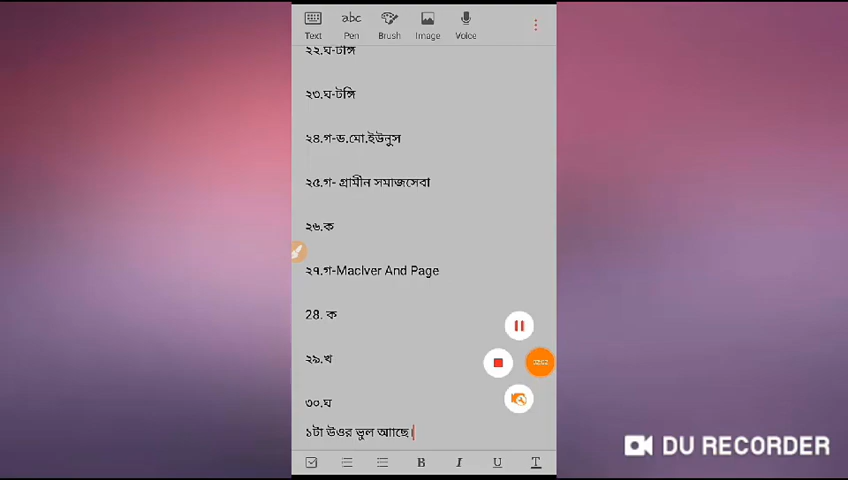 Text Pen Brush Image Voice
২২.ঘ-টঙ্গি
২৩.ঘ-টঙ্গি
২৪.গ-ড.মো.ইউনুস
২৫.গ- গ্রামীন সমাজসেবা
২৬.ক
২৭.গ-MacIver And Page
28. ক
২৯.খ
৩০.ঘ
১টা উওর ভুল আাছে।
DU RECORDER